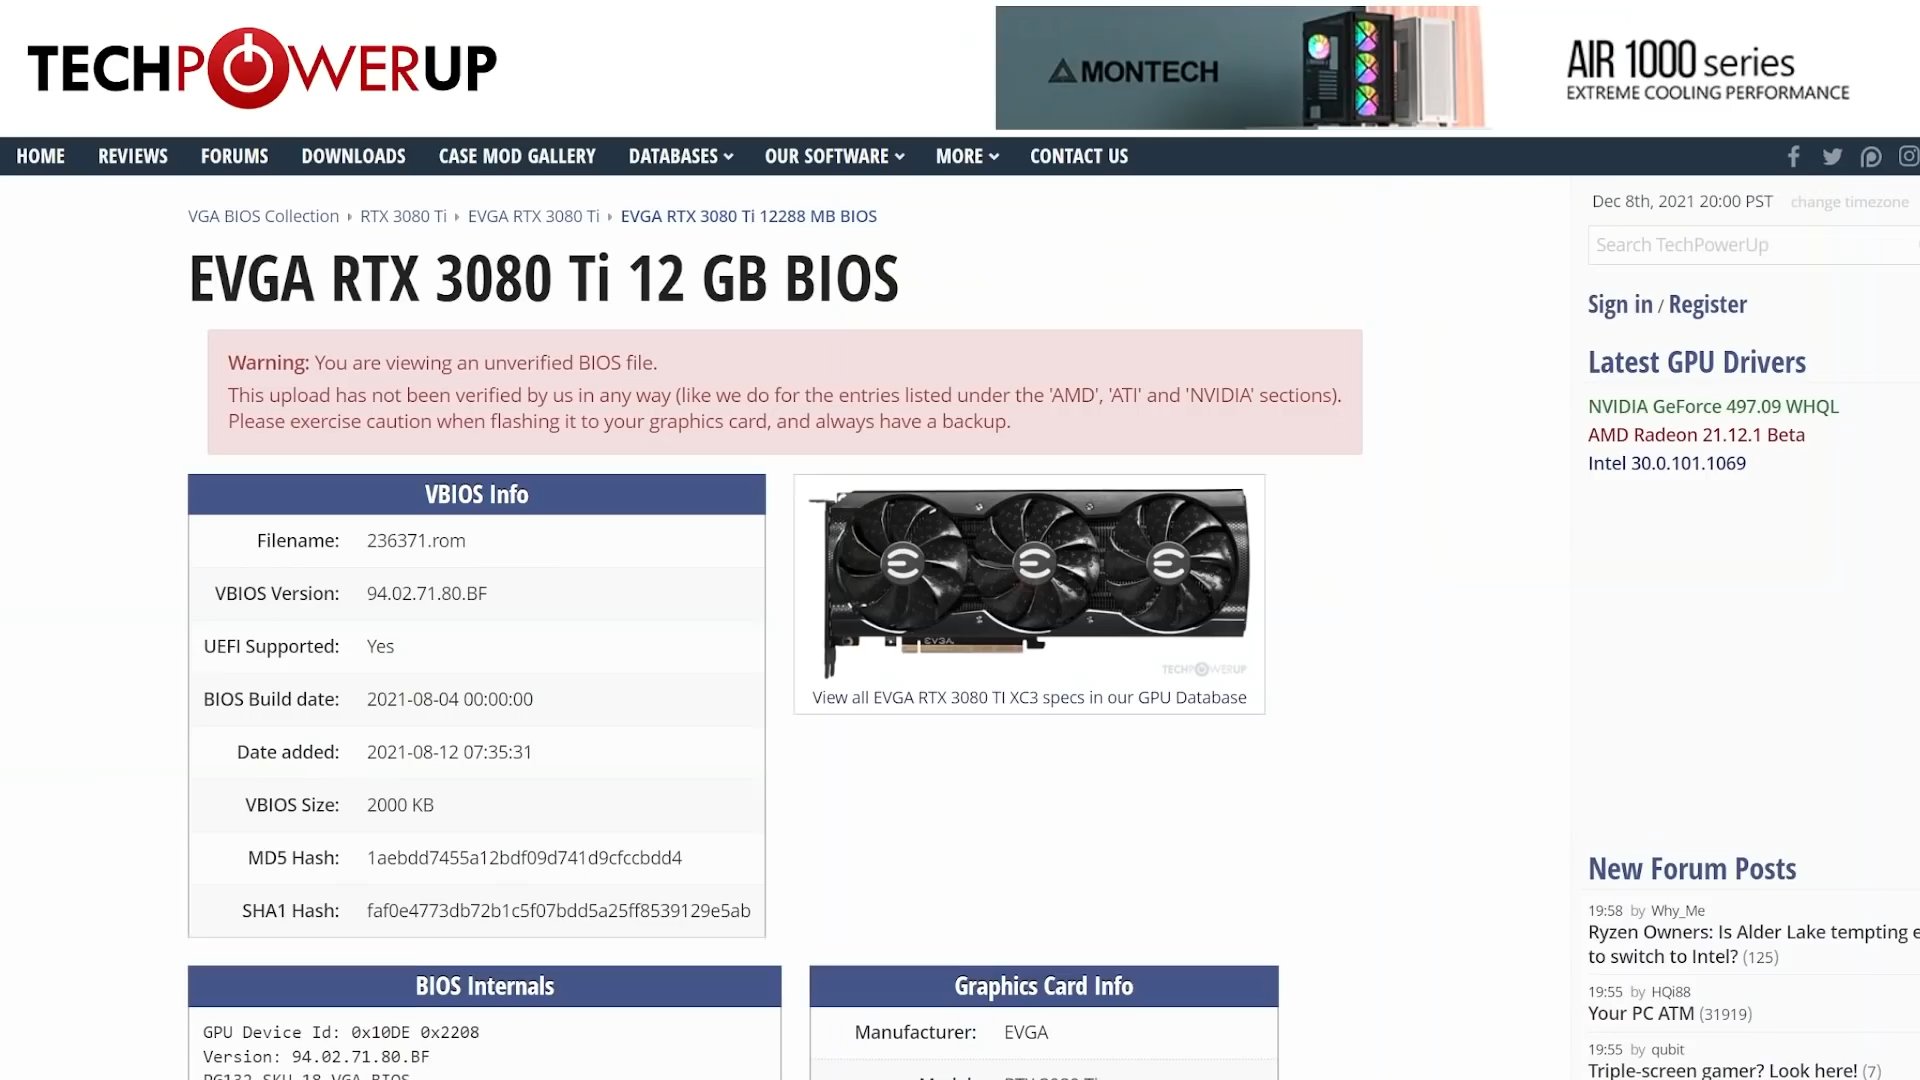 TECHPOWERUP
MONTECH
AIR 1000 series
EXTREME COOLING PERFORMANCE
HOME REVIEWS FORUMS DOWNLOADS CASE MOD GALLERY DATABASES OUR SOFTWARE MORE CONTACT US
VGA BIOS Collection RTX 3080 Ti EVGA RTX 3080 Ti EVGA RTX 3080 Ti 12288 MB BIOS
EVGA RTX 3080 Ti 12 GB BIOS
Warning: You are viewing an unverified BIOS file.
This upload has not been verified by us in any way (like we do for the entries listed under the 'AMD', 'ATI' and 'NVIDIA' sections).
Please exercise caution when flashing it to your graphics card, and always have a backup.
VBIOS Info
Filename: 236371.rom
VBIOS Version: 94.02.71.80.BF
UEFI Supported: Yes
BIOS Build date: 2021-08-04 00:00:00
Date added: 2021-08-12 07:35:31
VBIOS Size: 2000 KB
MD5 Hash: 1aebdd7455a12bdf09d741d9cfccbdd4
SHA1 Hash: faf0e4773db72b1c5f07bdd5a25ff8539129e5ab
EVGA
TECHPOWERUP
View all EVGA RTX 3080 TI XC3 specs in our GPU Database
BIOS Internals
GPU Device Id: 0x10DE 0x2208
Version: 94.02.71.80.BF
PG132 SKU 18 VGA BIOS
Graphics Card Info
Manufacturer: EVGA
Model: RTX 3080 Ti
Dec 8th, 2021 20:00 PST change timezone
Search TechPowerUp
Sign in / Register
Latest GPU Drivers
NVIDIA GeForce 497.09 WHQL
AMD Radeon 21.12.1 Beta
Intel 30.0.101.1069
New Forum Posts
19:58 by Why_Me
Ryzen Owners: Is Alder Lake tempting
to switch to Intel? (125)
19:55 by HQi88
Your PC ATM (31919)
19:55 by qubit
Triple-screen gamer? Look here! (7)